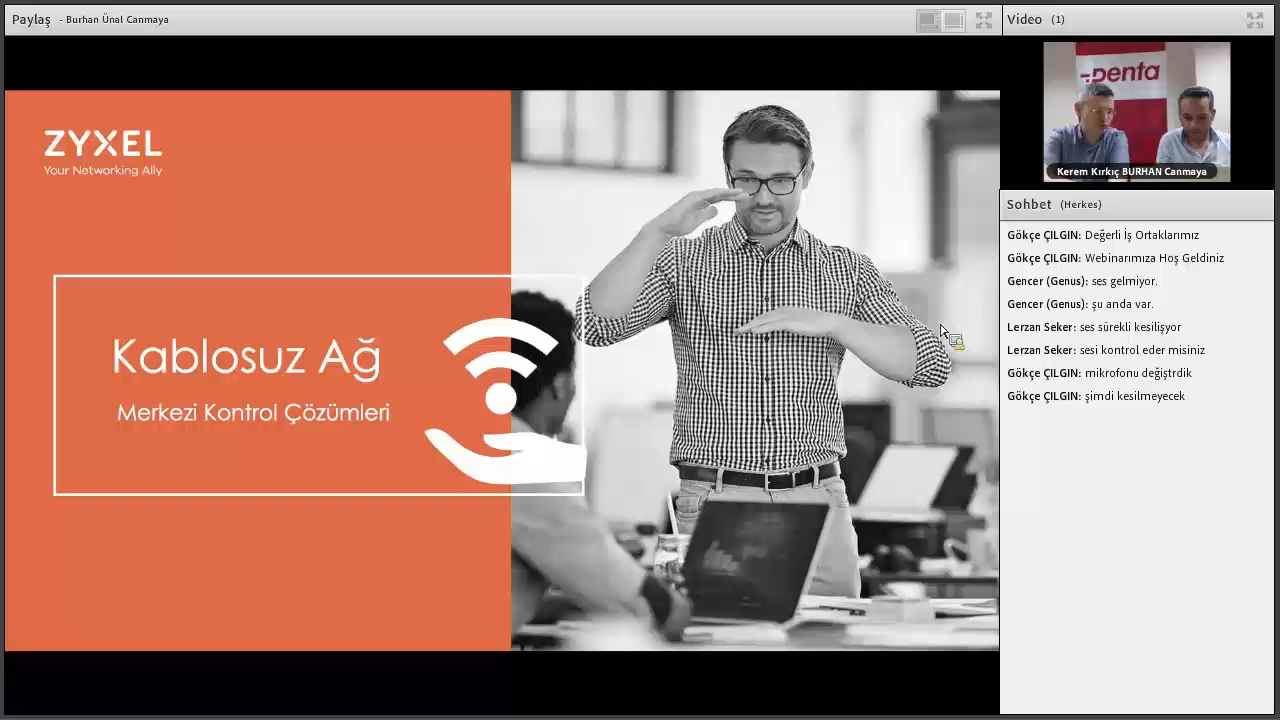 Paylaş - Burhan Ünal Canmaya
Video (1)
penta
Kerem Kırkıç BURHAN Canmaya
ZYXEL
Your Networking Ally
Kablosuz Ağ
Merkezi Kontrol Çözümleri
Sohbet (Herkes)
Gökçe ÇILGIN: Değerli İş Ortaklarımız
Gökçe ÇILGIN: Webinarımıza Hoş Geldiniz
Gencer (Genus): ses gelmiyor.
Gencer (Genus): şu anda var.
Lerzan Seker: ses sürekli kesilişyor
Lerzan Seker: sesi kontrol eder misiniz
Gökçe ÇILGIN: mikrofonu değiştrdik
Gökçe ÇILGIN: şimdi kesilmeyecek